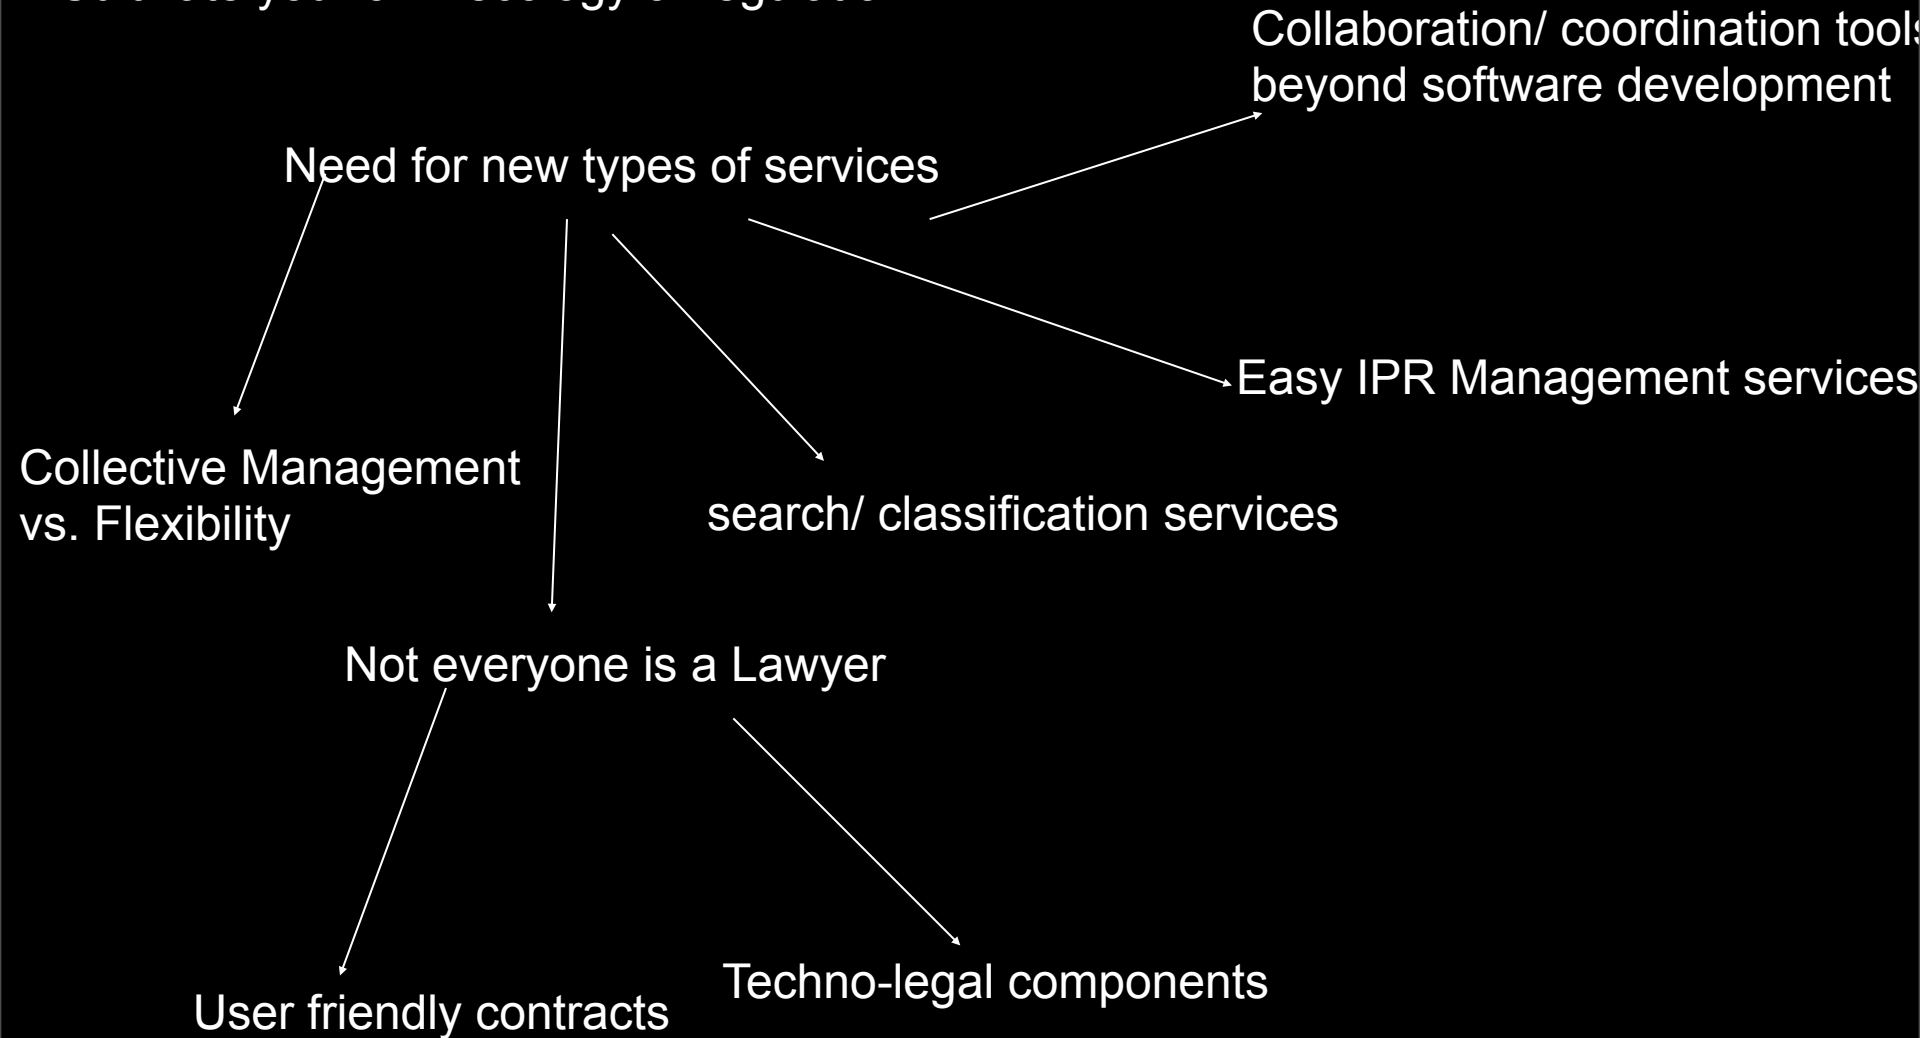 Collaboration/ coordination tools
beyond software development
Need for new types of services
Easy IPR Management services
Collective Management
vs. Flexibility
search/ classification services
Not everyone is a Lawyer
Techno-legal components
User friendly contracts